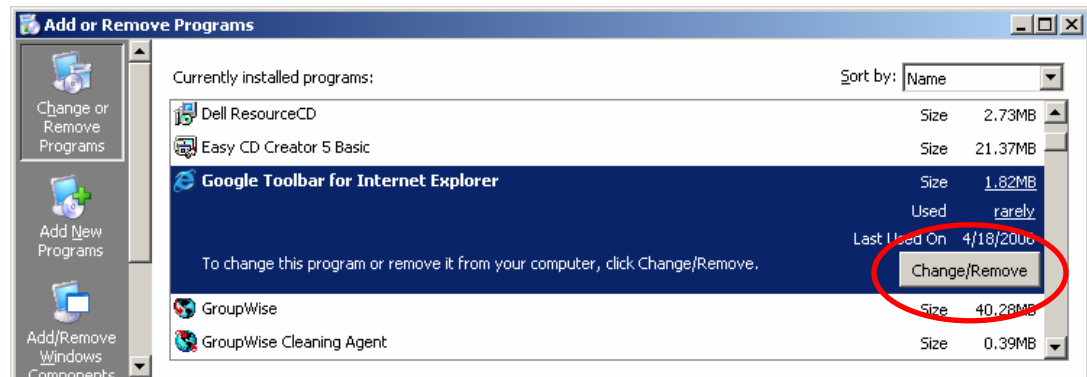 Add or Remove Programs
Change or
Remove
Programs
Add New
Programs
Add/Remove
Windows
Components
Currently installed programs:
Sort by: Name
Dell ResourceCD Size 2.73MB
Easy CD Creator 5 Basic Size 21.37MB
Google Toolbar for Internet Explorer Size 1.82MB
Used rarely
Last Used On 4/18/2006
To change this program or remove it from your computer, click Change/Remove. Change/Remove
GroupWise Size 40.28MB
GroupWise Cleaning Agent Size 0.39MB